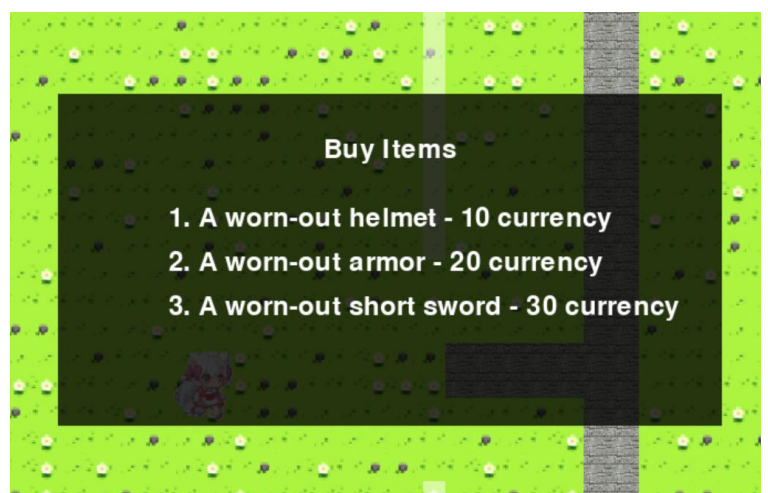 Buy Items
1. A worn-out helmet - 10 currency
2. A worn-out armor - 20 currency
3. A worn-out short sword - 30 currency